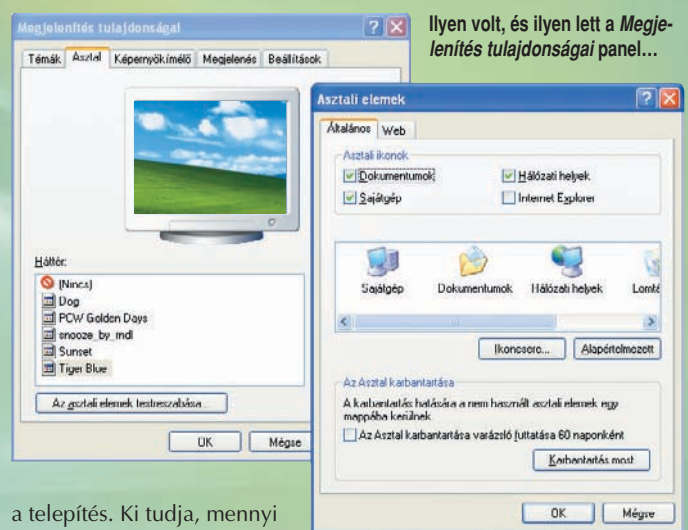 Ilyen volt, és ilyen lett a Megje-
lenítés tulajdonságai panel…
Megjelenítés tulajdonságai
Témák Asztal Képernyőkímélő Megjelenés Beállítások
Háttér:
(Nincs)
Dog
PCW Golden Days
snooze_by_mdl
Sunset
Tiger Blue
Az asztali elemek testreszabása...
OK Mégse
Asztali elemek
Általános Web
Asztali ikonok
Dokumentumok Hálózati helyek
Sajátgép Internet Explorer
Sajátgép Dokumentumok Hálózati helyek Lomtá
Ikoncsere... Alapértelmezett
Az Asztal karbantartása
A karbantartás hatására a nem használt asztali elemek egy
mappába kerülnek.
Az Asztal karbantartása varázsló futtatása 60 naponként
Karbantartás most
OK Mégse
a telepítés. Ki tudja, mennyi